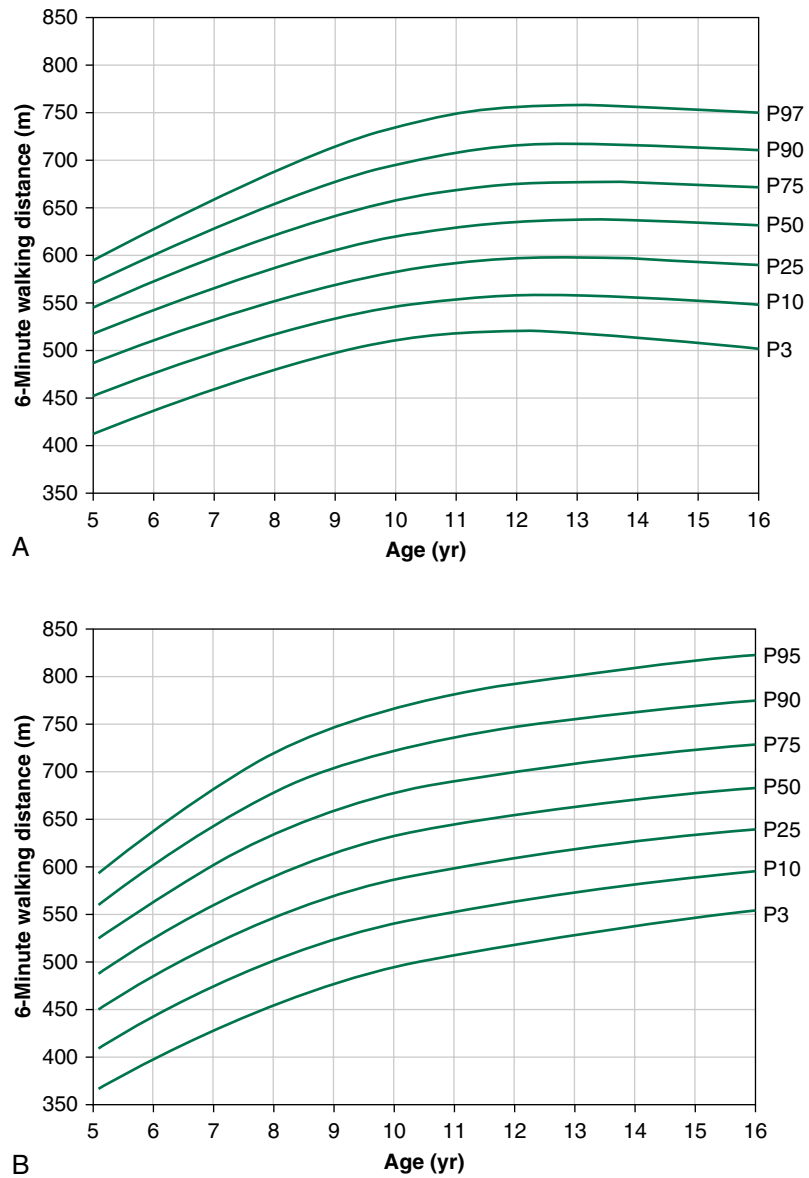 850
800
750
700
650
600
550
500
450
400
350
6-Minute walking distance (m)
P97
P90
P75
P50
P25
P10
P3
5 6 7 8 9 10 11 12 13 14 15 16
Age (yr)
A
850
800
750
700
650
600
550
500
450
400
350
6-Minute walking distance (m)
P95
P90
P75
P50
P25
P10
P3
5 6 7 8 9 10 11 12 13 14 15 16
Age (yr)
B